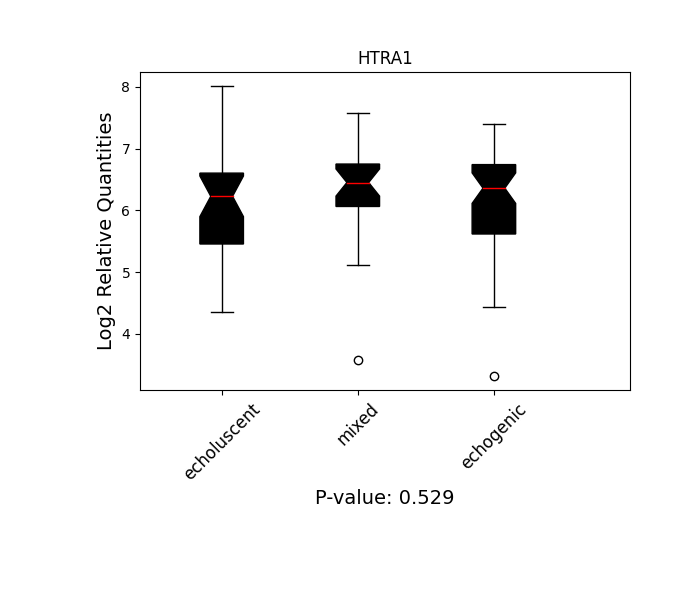 HTRA1
Log2 Relative Quantities
8
7
6
5
4
echoluscent
mixed
echogenic
P-value: 0.529